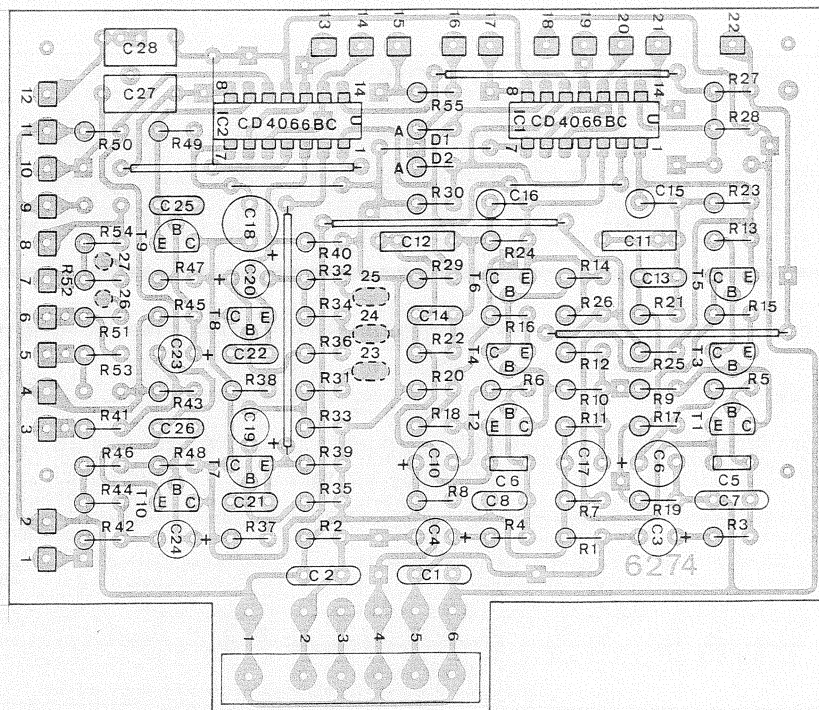 13 14 15 16 17 18 19 20 21 22
C28
C27
12 8 14 R55 8 14 R27
IC2 CD4066BC U A D1 IC1 CD4066BC U R28
11 R50 R49 7 1 A D2 7 1
10
9 C25 C18 R30 C16 C15 R23
8 R54 T9 E B C + R40 C12 R24 C11 R13
7 27 R52 R47 + C20 R32 25 R29 T6 C E B R14 C13 T5 C E B
6 26 R51 R45 T8 C E B R34 24 C14 R16 R26 R21 R15
5 R53 C23 + C22 R36 23 R22 T4 C E B R12 R25 T3 C E B
4 R43 R38 R31 R20 R6 R10 R9 R5
3 R41 C26 C19 + R33 R18 T2 B E C R11 R17 T1 B E C
R46 R48 T7 C E B R39 + C10 C6 C17 + C6 C5
R44 T10 E B C C21 R35 R8 C8 R7 R19 C7
2 R42 C24 + R37 R2 C4 + R4 R1 C3 + R3
1 C2 C1 6274
1 2 3 4 5 6